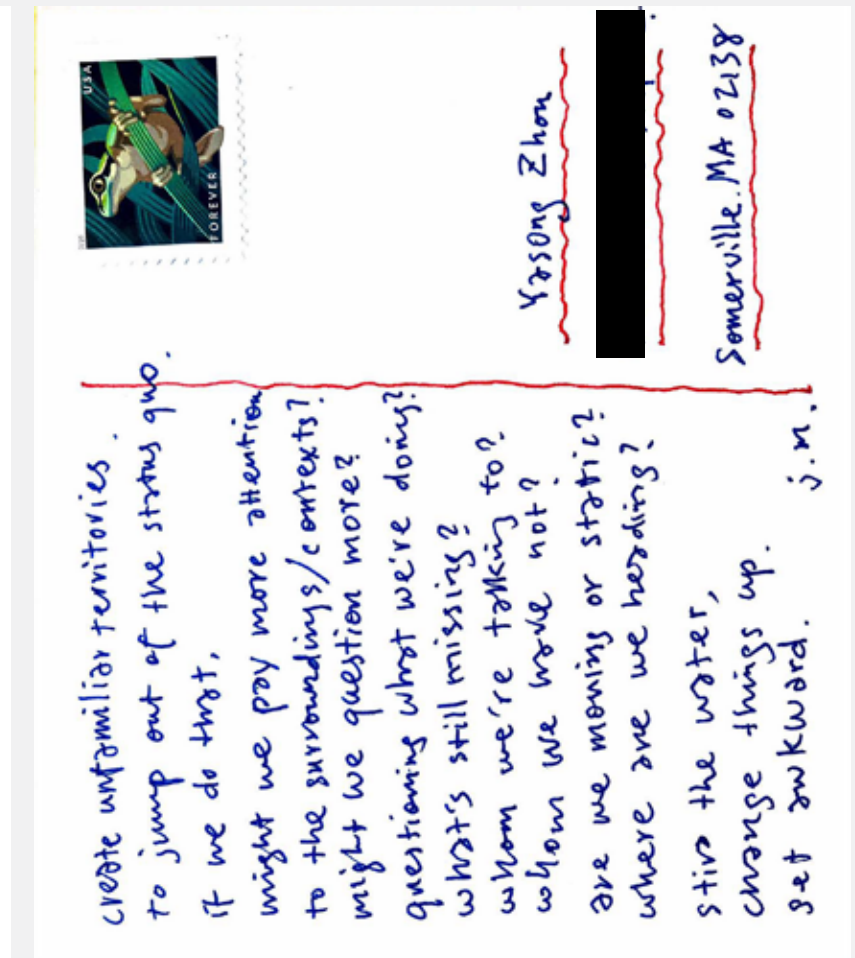 create unfamiliar territories.
to jump out of the status quo.
if we do that,
might we pay more attention
to the surroundings/contexts?
might we question more?
questioning what we're doing?
what's still missing?
whom we're talking to?
whom we have not?
are we moving or static?
where are we heading?
stir the water,
change things up.
get awkward.
j.n.
USA
FOREVER
Yasong Zhou
Somerville. MA 02138